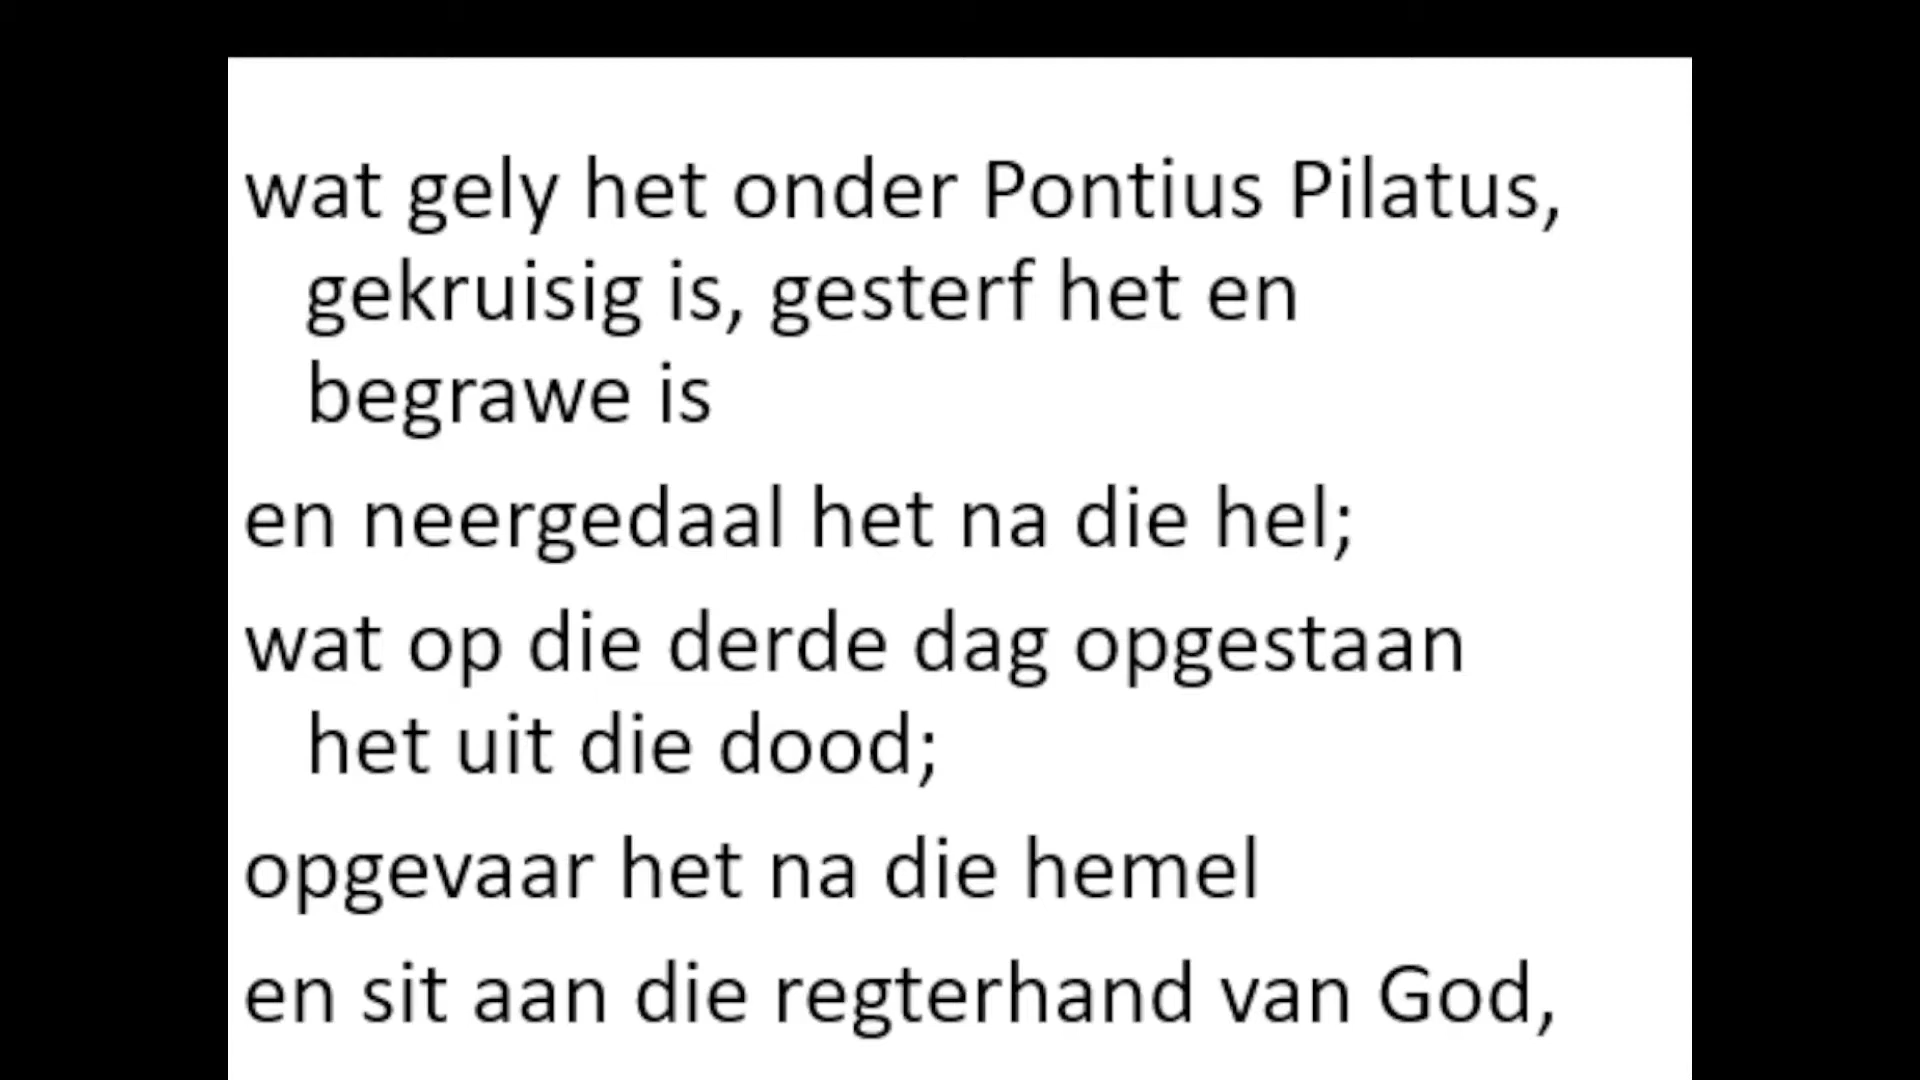 wat gely het onder Pontius Pilatus,
gekruisig is, gesterf het en
begrawe is
en neergedaal het na die hel;
wat op die derde dag opgestaan
het uit die dood;
opgevaar het na die hemel
en sit aan die regterhand van God,